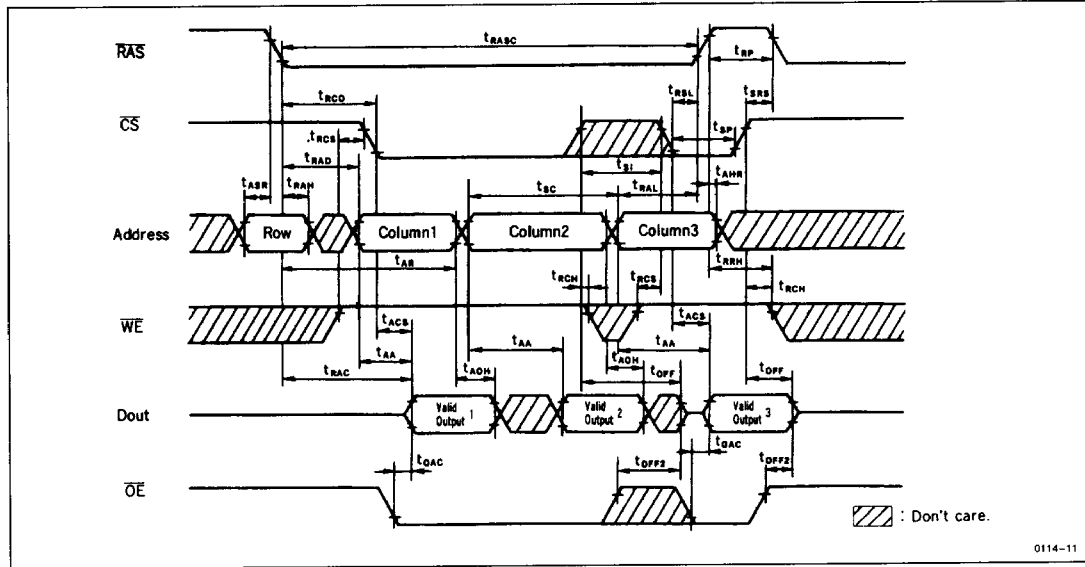 RAS
tRASC
tRP
tRCD
tRSL
tSRS
CS
tRCS
tSP
tRAD
tSI
tASR
tRAH
tSC
tRAL
tAHR
Address
Row
Column1
Column2
Column3
tAR
tRCH
tRCS
tRRH
tRCH
WE
tACS
tACS
tAA
tAA
tAA
tRAC
tAOH
tAOH
tOFF
tOFF
Dout
Valid Output 1
Valid Output 2
Valid Output 3
tOAC
tOAC
tOFF2
tOFF2
OE
: Don't care.
0114-11